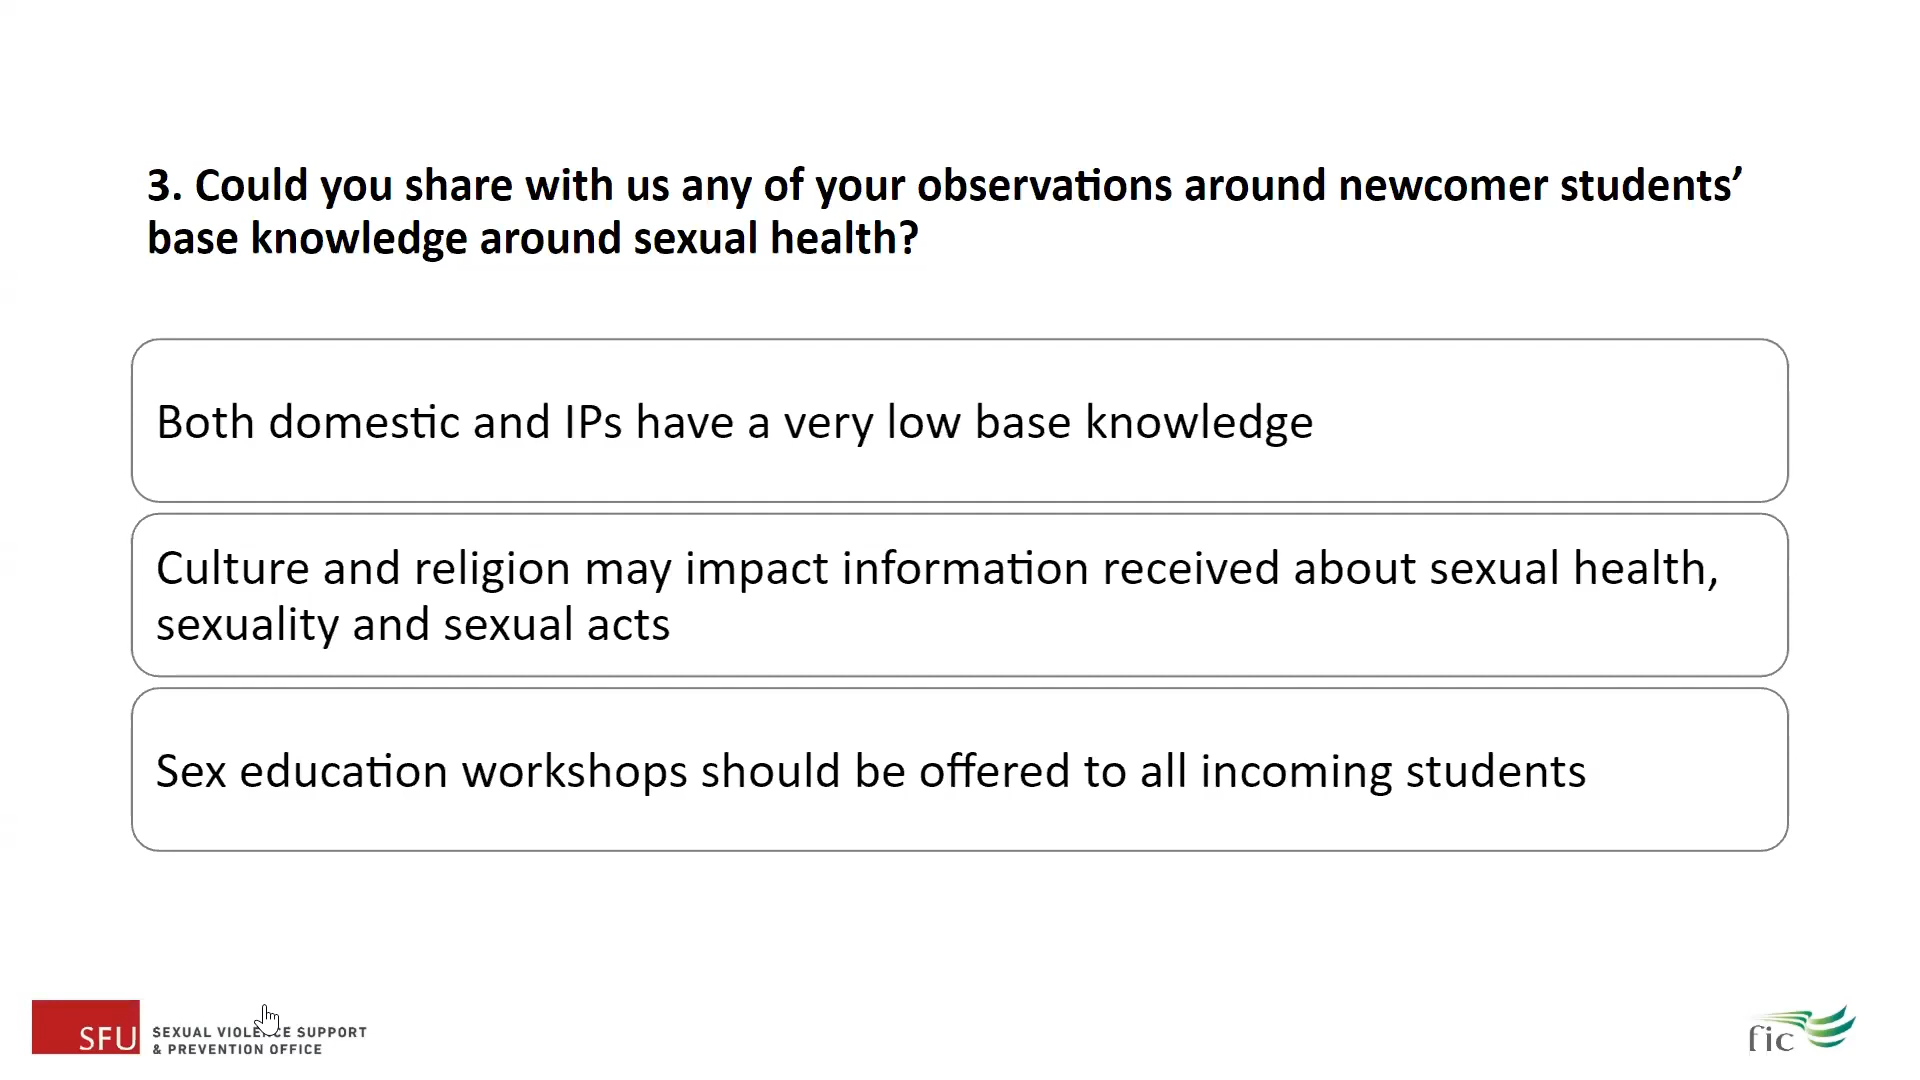 3. Could you share with us any of your observations around newcomer students’
base knowledge around sexual health?
Both domestic and IPs have a very low base knowledge
Culture and religion may impact information received about sexual health,
sexuality and sexual acts
Sex education workshops should be offered to all incoming students
SFU
SEXUAL VIOLENCE SUPPORT
& PREVENTION OFFICE
fic